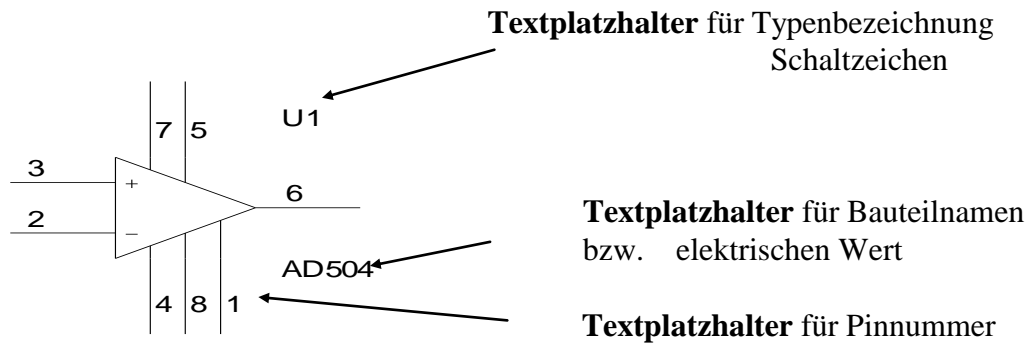 Textplatzhalter für Typenbezeichnung
Schaltzeichen
U1
7 5
3
+
6
2
−
Textplatzhalter für Bauteilnamen
bzw. elektrischen Wert
AD504
4 8 1
Textplatzhalter für Pinnummer